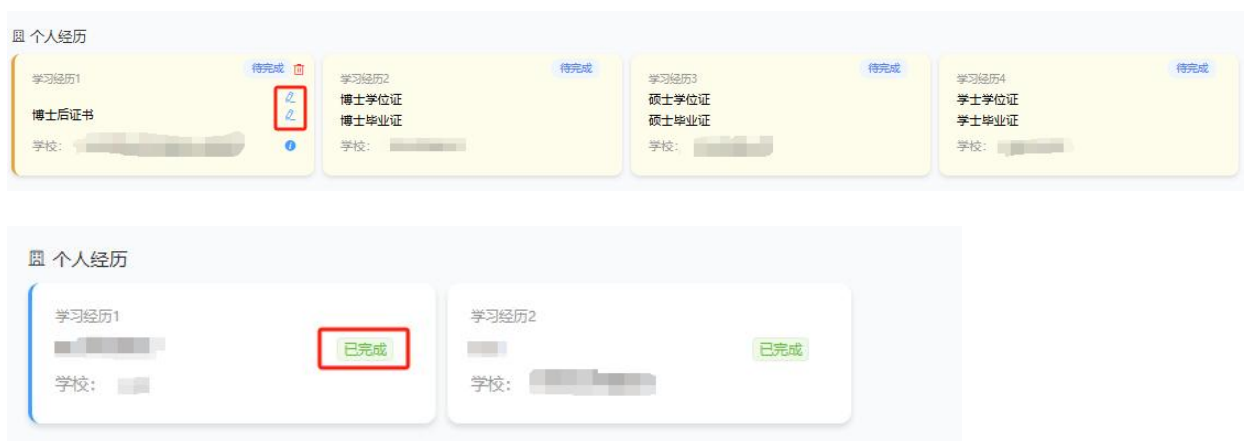 个人经历
学习经历1 待完成
博士后证书
学校：
学习经历2 待完成
博士学位证
博士毕业证
学校：
学习经历3 待完成
硕士学位证
硕士毕业证
学校：
学习经历4 待完成
学士学位证
学士毕业证
学校：
个人经历
学习经历1
已完成
学校：
学习经历2
已完成
学校：